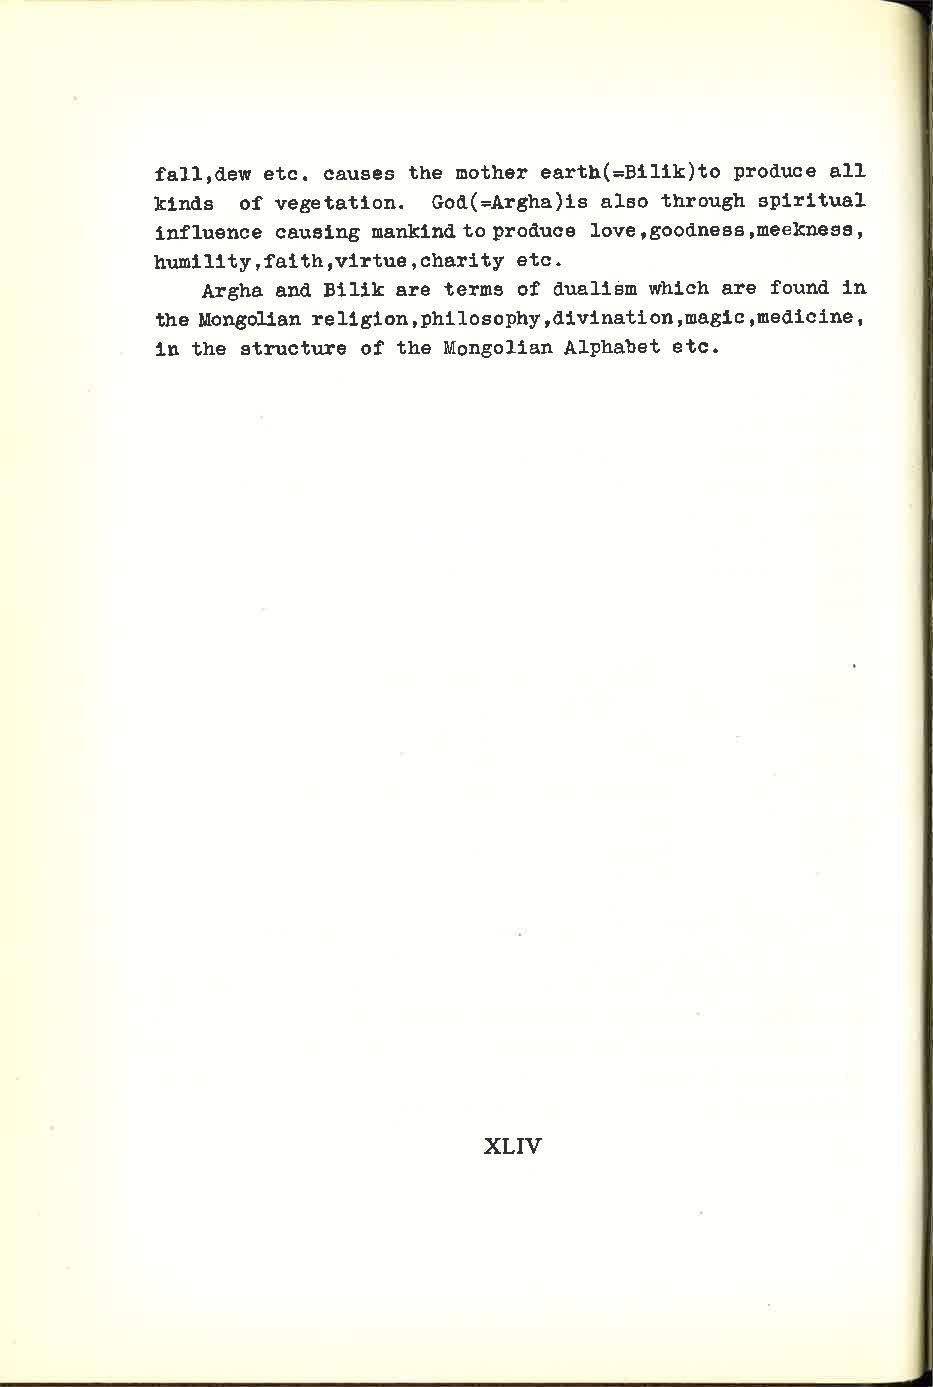 fall,dew etc. causes the mother earth(=Bilik)to produce all
kinds of vegetation. God(=Argha)is also through spiritual
influence causing mankind to produce love,goodness,meekness,
humility,faith,virtue,charity etc.
Argha and Bilik are terms of dualism which are found in
the Mongolian religion,philosophy,divination,magic,medicine,
in the structure of the Mongolian Alphabet etc.
XLIV